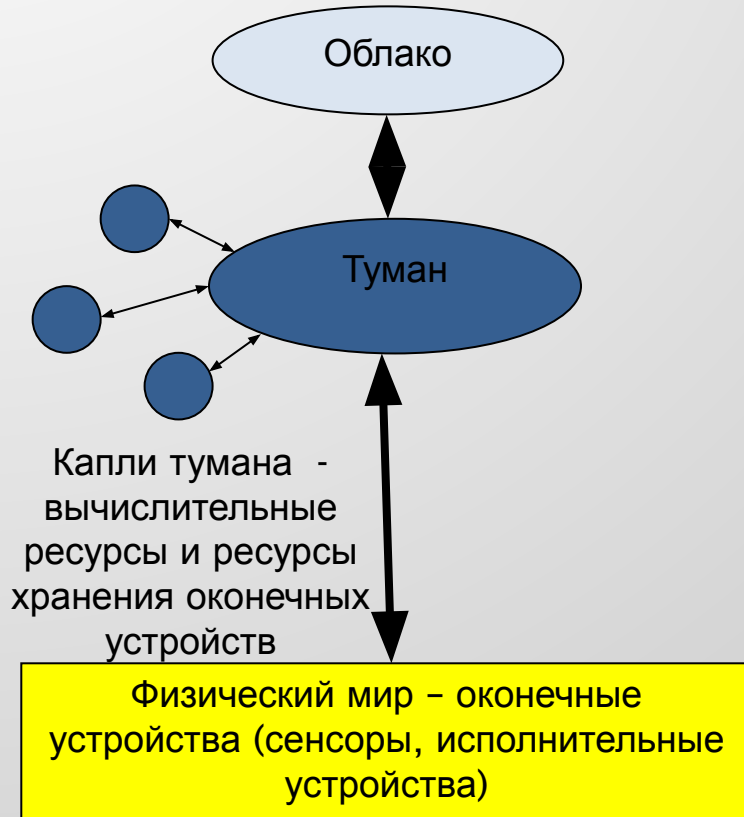 Облако
Туман
Капли тумана -
вычислительные
ресурсы и ресурсы
хранения оконечных
устройств
Физический мир – оконечные
устройства (сенсоры, исполнительные
устройства)